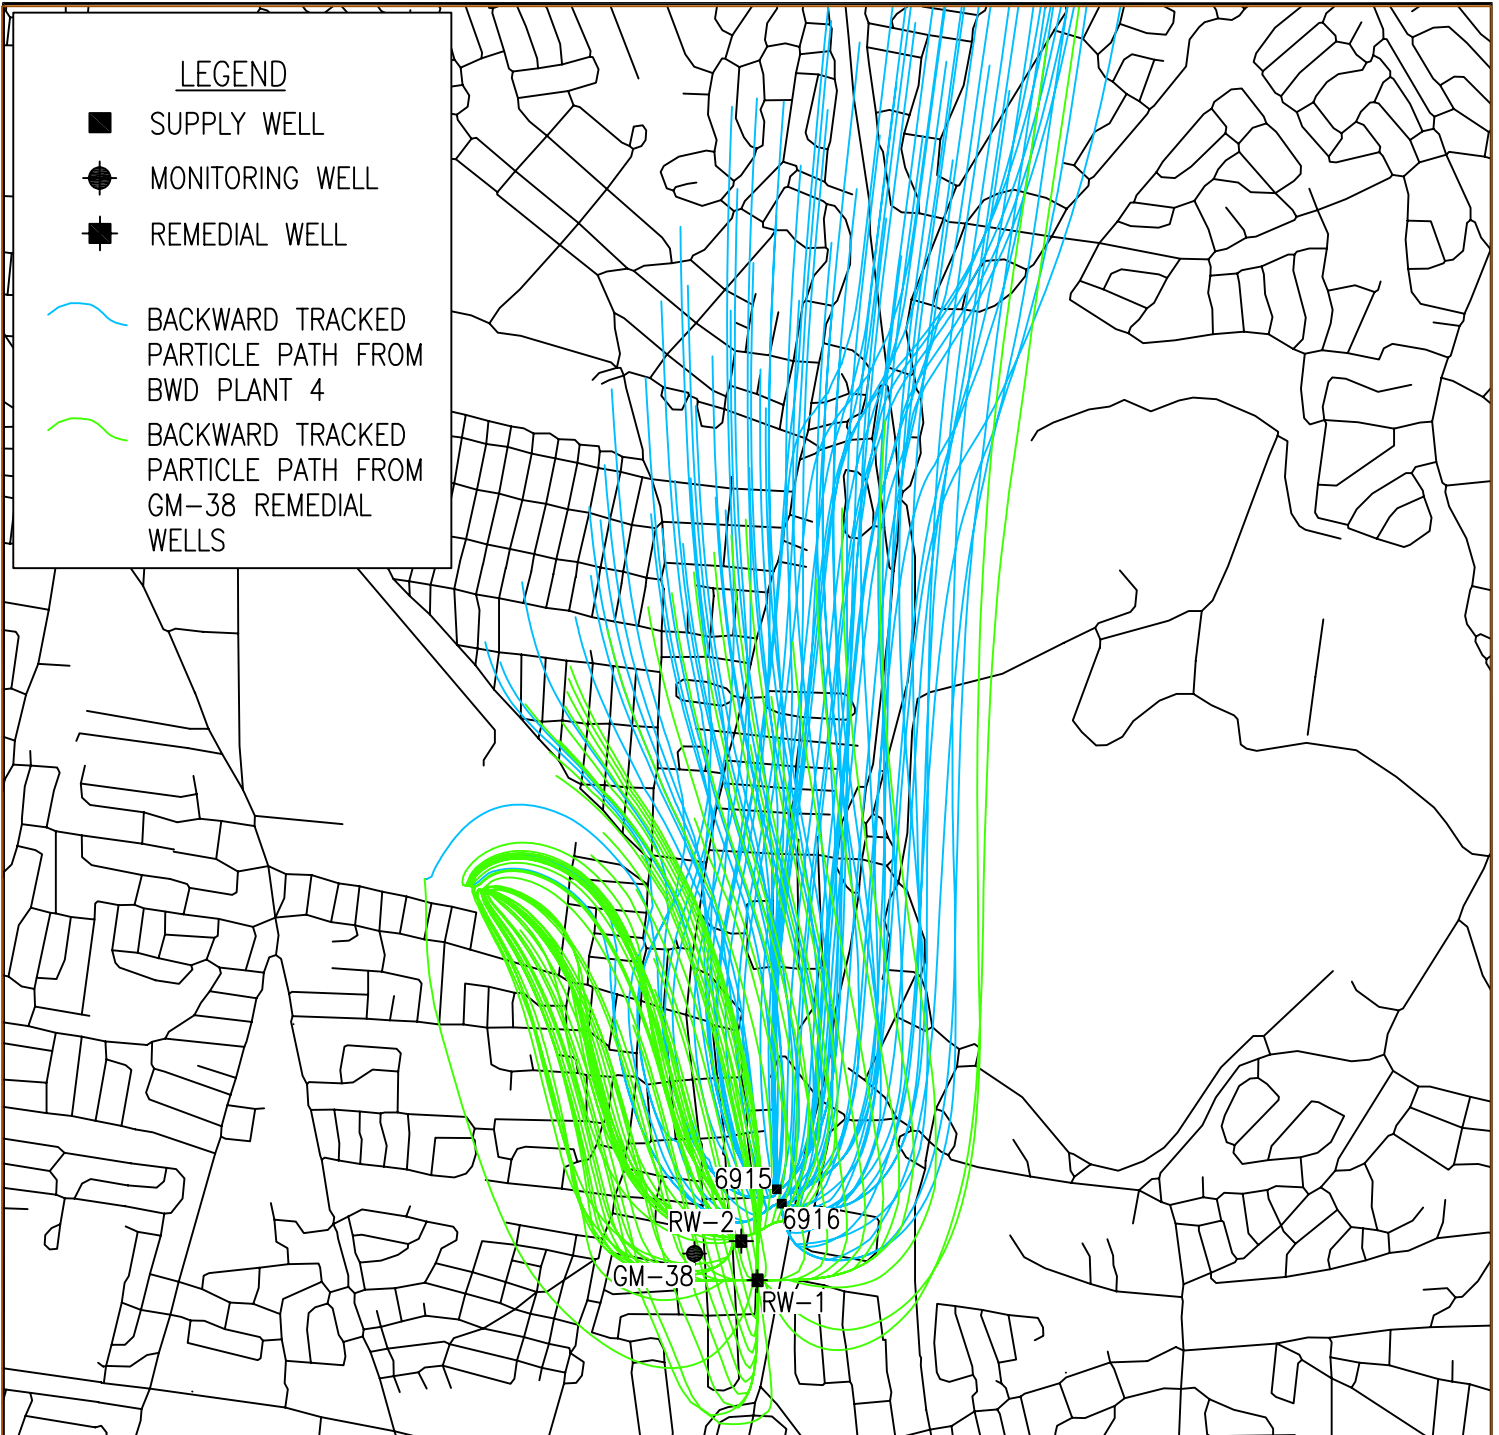 LEGEND
SUPPLY WELL
MONITORING WELL
REMEDIAL WELL
BACKWARD TRACKED
PARTICLE PATH FROM
BWD PLANT 4
BACKWARD TRACKED
PARTICLE PATH FROM
GM-38 REMEDIAL
WELLS
6915
6916
RW-2
GM-38
RW-1